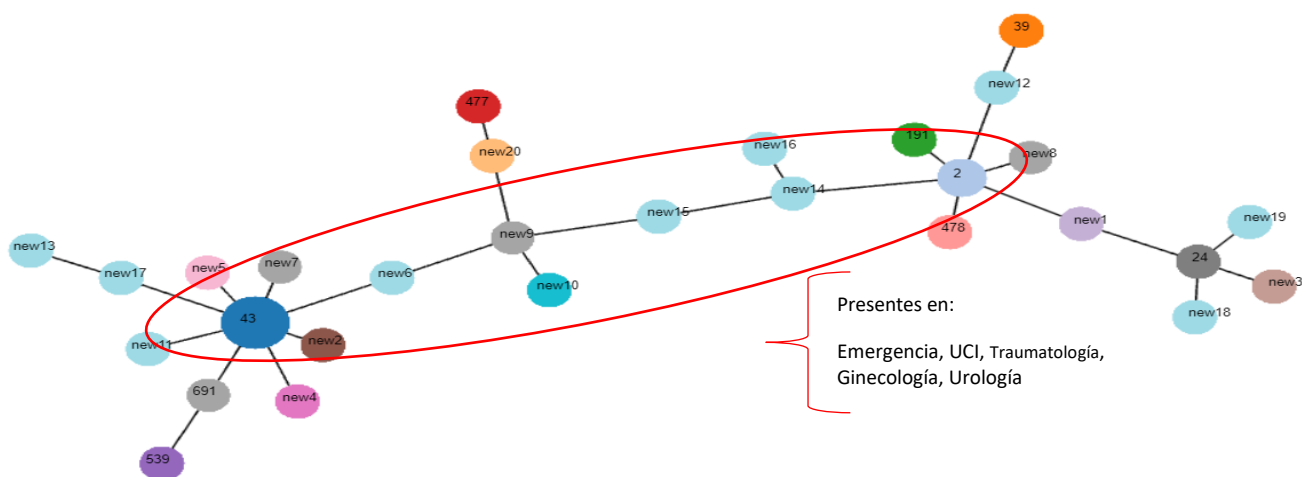 39
new12
477
191
new20
new16
new8
2
new14
new15
new1
new19
new9
new13
24
new5
new7
new6
new17
new3
new10
Presentes en:
new18
43
new11
new2
Emergencia, UCI, Traumatología,
Ginecología, Urología
478
691
new4
539